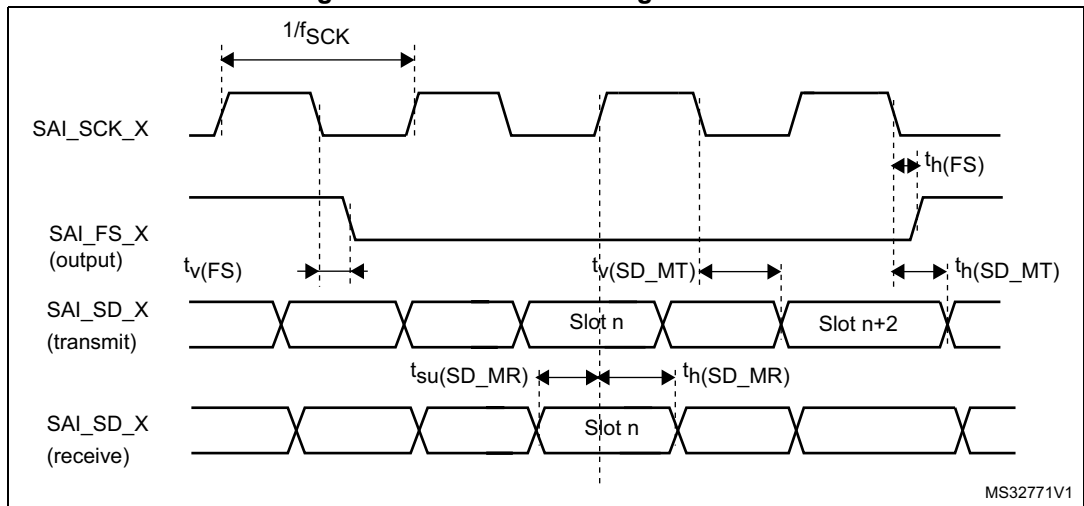 1/fSCK
SAI_SCK_X
th(FS)
SAI_FS_X
(output)
tv(FS)
tv(SD_MT)
th(SD_MT)
SAI_SD_X
(transmit)
Slot n
Slot n+2
tsu(SD_MR)
th(SD_MR)
SAI_SD_X
(receive)
Slot n
MS32771V1